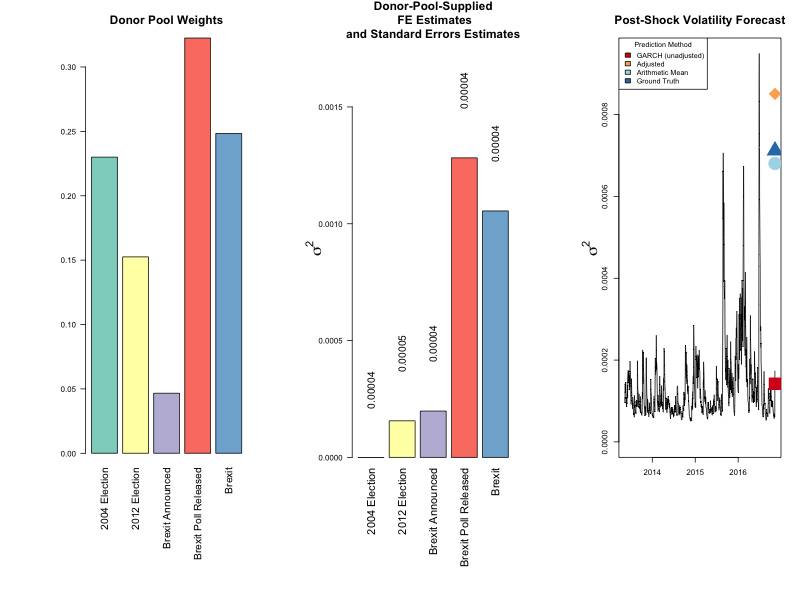 Donor Pool Weights
0.30
0.25
0.20
0.15
0.10
0.05
0.00
2004 Election
2012 Election
Brexit Announced
Brexit Poll Released
Brexit
Donor-Pool-Supplied
FE Estimates
and Standard Errors Estimates
σ2
0.0015
0.0010
0.0005
0.0000
0.00004
0.00005
0.00004
0.00004
0.00004
2004 Election
2012 Election
Brexit Announced
Brexit Poll Released
Brexit
Post-Shock Volatility Forecast
Prediction Method
GARCH (unadjusted)
Adjusted
Arithmetic Mean
Ground Truth
σ2
0.0008
0.0006
0.0004
0.0002
0.0000
2014
2015
2016